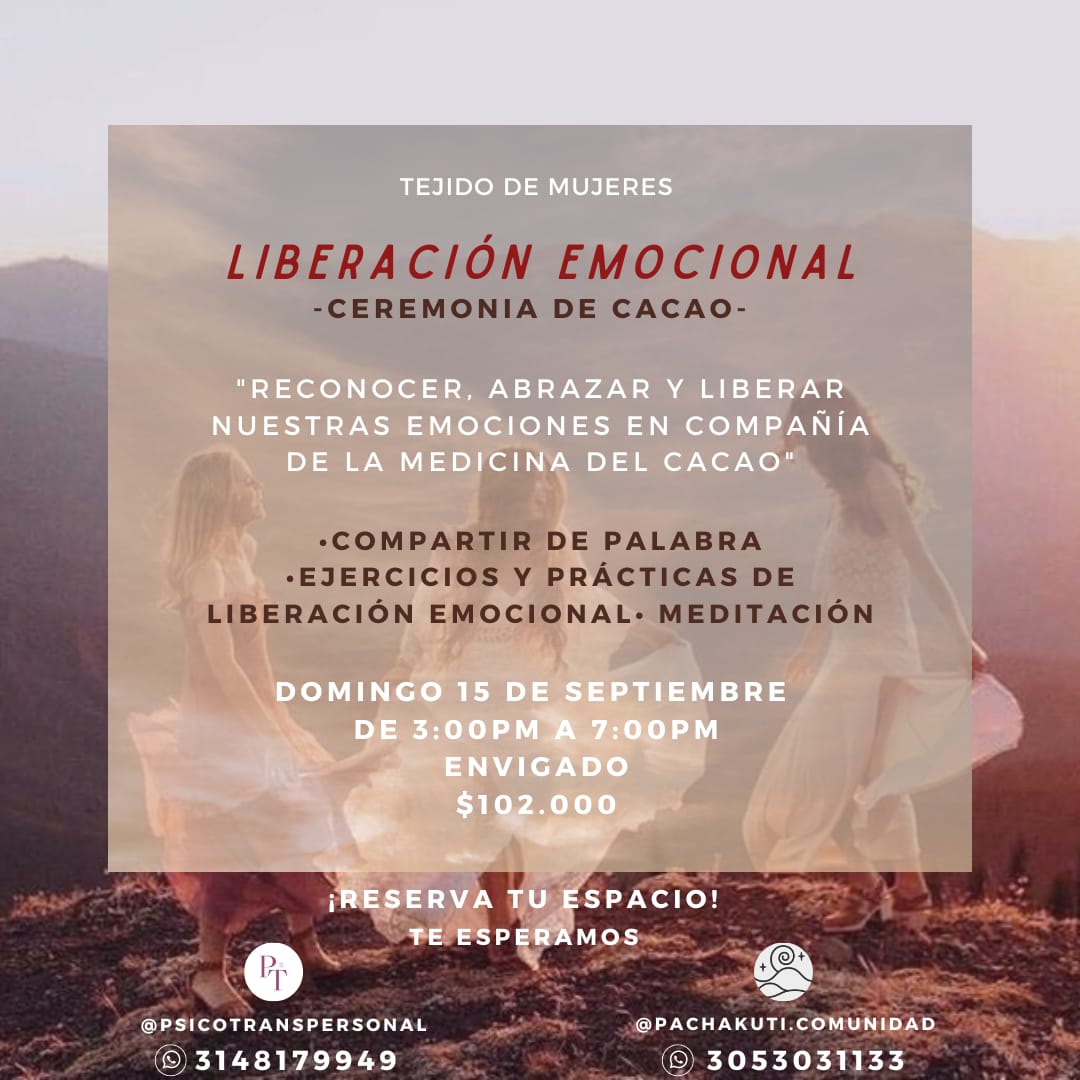 TEJIDO DE MUJERES
LIBERACIÓN EMOCIONAL
-CEREMONIA DE CACAO-
"RECONOCER, ABRAZAR Y LIBERAR
NUESTRAS EMOCIONES EN COMPAÑÍA
DE LA MEDICINA DEL CACAO"
•COMPARTIR DE PALABRA
•EJERCICIOS Y PRÁCTICAS DE
LIBERACIÓN EMOCIONAL• MEDITACIÓN
DOMINGO 15 DE SEPTIEMBRE
DE 3:00PM A 7:00PM
ENVIGADO
$102.000
¡RESERVA TU ESPACIO!
TE ESPERAMOS
PT
@PSICOTRANSPERSONAL
3148179949
@PACHAKUTI.COMUNIDAD
3053031133